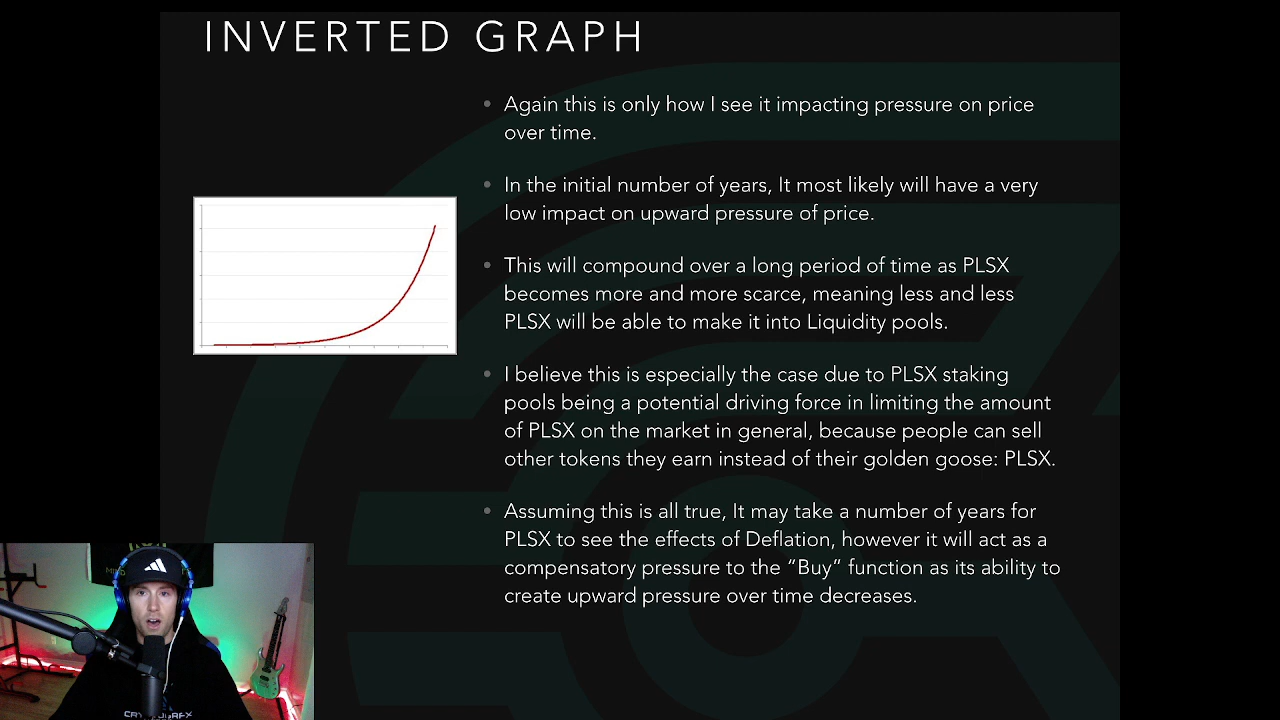 INVERTED GRAPH
Again this is only how I see it impacting pressure on price
over time.
In the initial number of years, It most likely will have a very
low impact on upward pressure of price.
This will compound over a long period of time as PLSX
becomes more and more scarce, meaning less and less
PLSX will be able to make it into Liquidity pools.
I believe this is especially the case due to PLSX staking
pools being a potential driving force in limiting the amount
of PLSX on the market in general, because people can sell
other tokens they earn instead of their golden goose: PLSX.
Assuming this is all true, It may take a number of years for
PLSX to see the effects of Deflation, however it will act as a
compensatory pressure to the “Buy” function as its ability to
create upward pressure over time decreases.